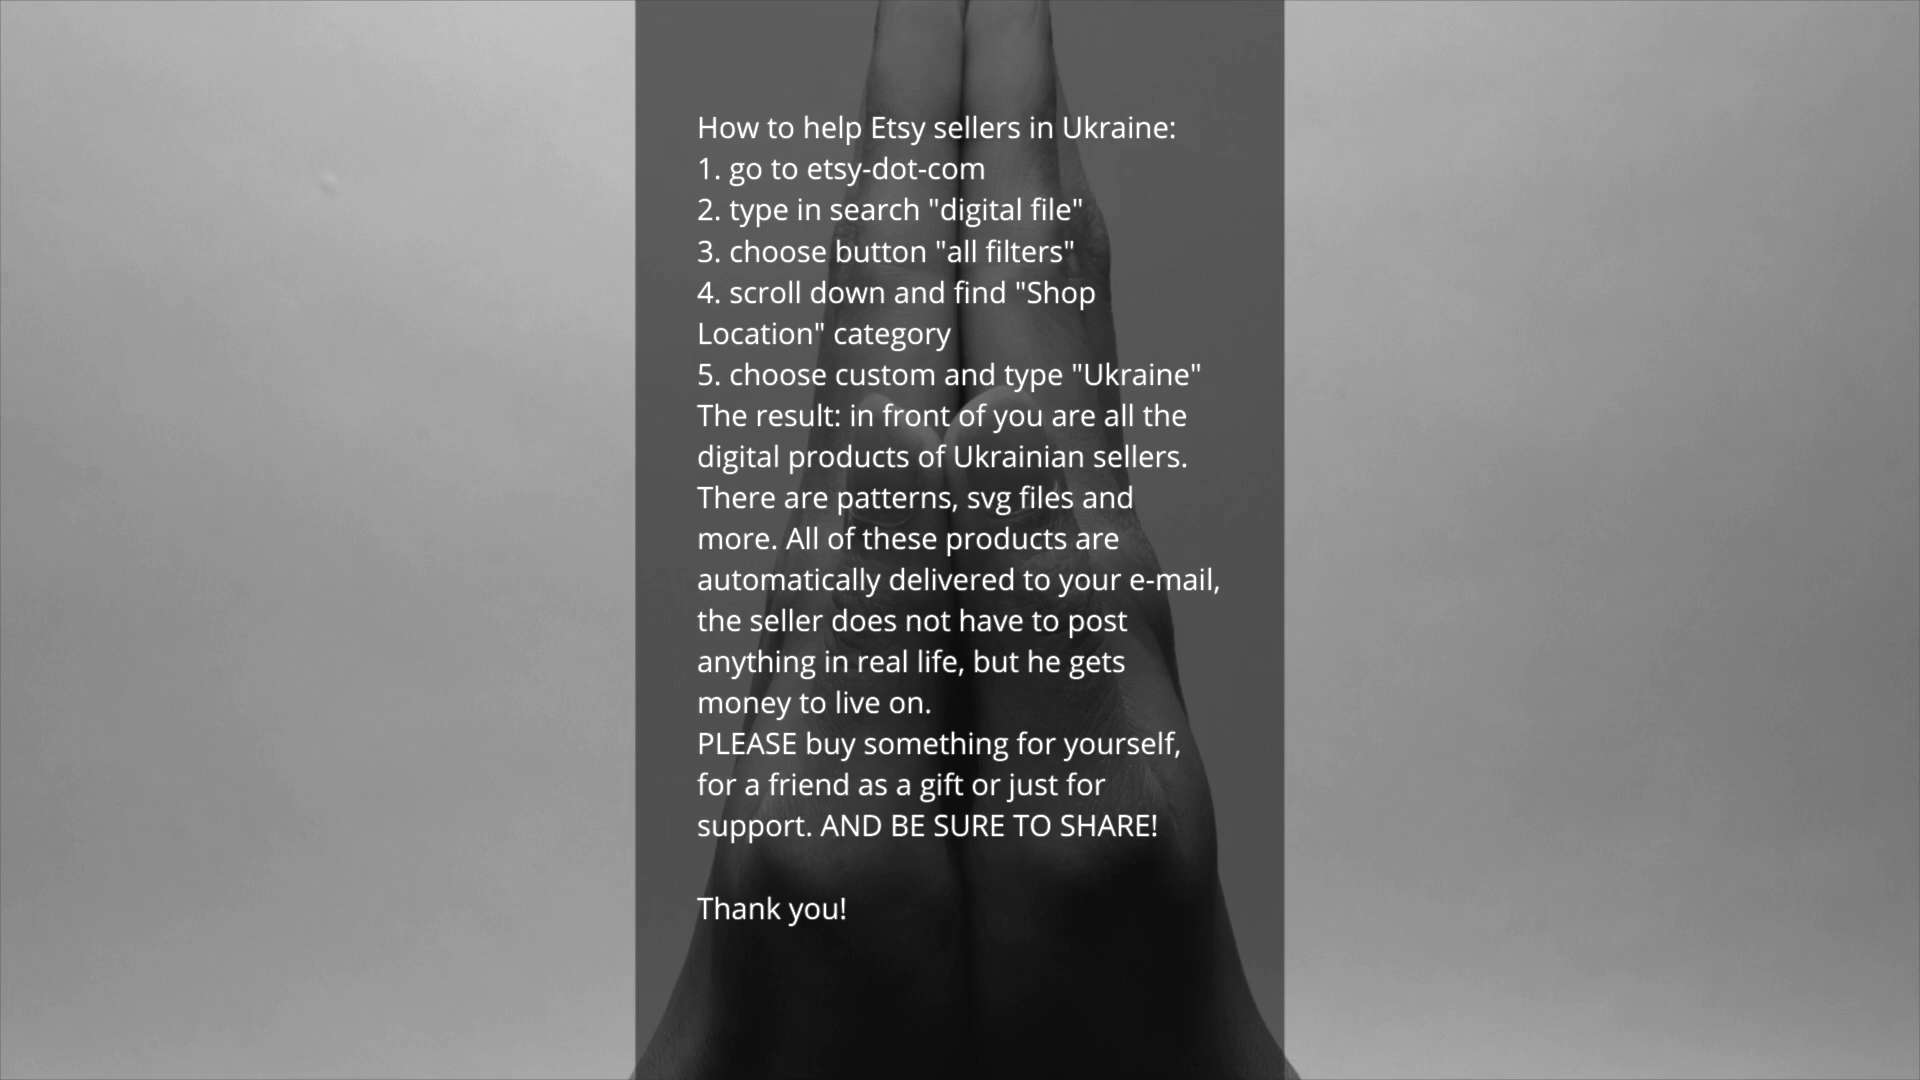 How to help Etsy sellers in Ukraine:
1. go to etsy-dot-com
2. type in search "digital file"
3. choose button "all filters"
4. scroll down and find "Shop
Location" category
5. choose custom and type "Ukraine"
The result: in front of you are all the
digital products of Ukrainian sellers.
There are patterns, svg files and
more. All of these products are
automatically delivered to your e-mail,
the seller does not have to post
anything in real life, but he gets
money to live on.
PLEASE buy something for yourself,
for a friend as a gift or just for
support. AND BE SURE TO SHARE!
Thank you!